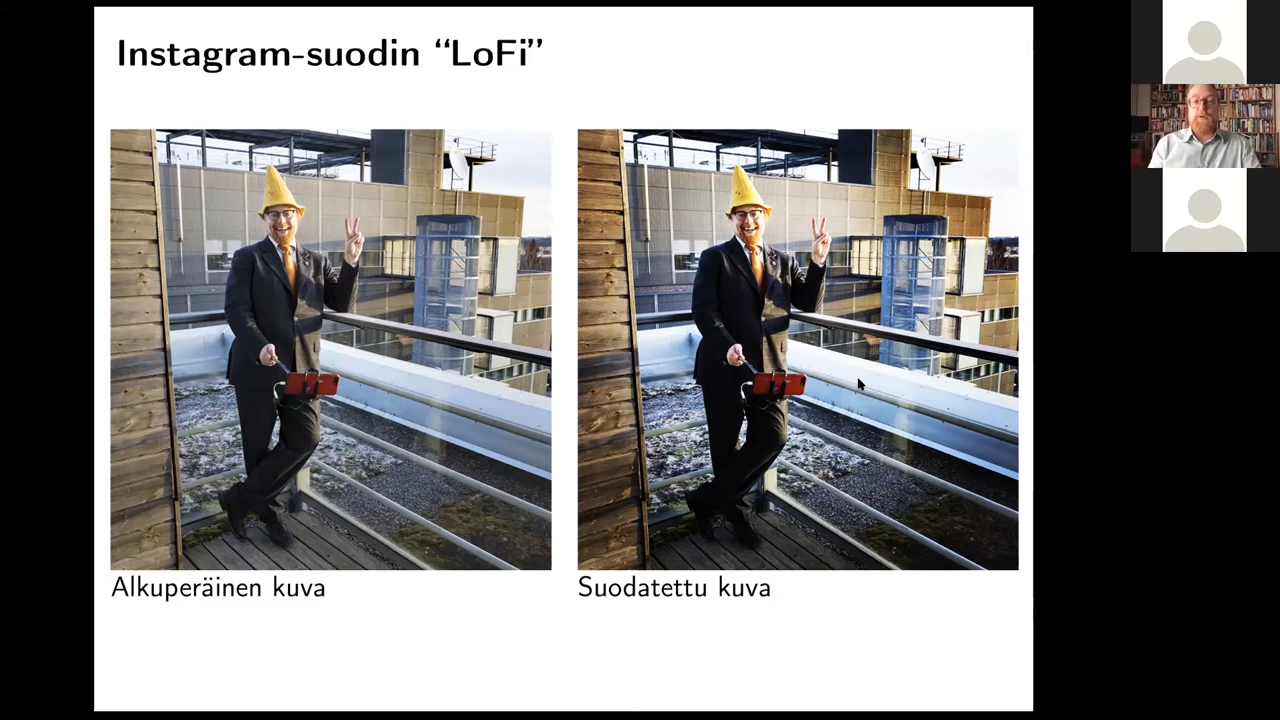 Instagram-suodin “LoFi”
Alkuperäinen kuva
Suodatettu kuva